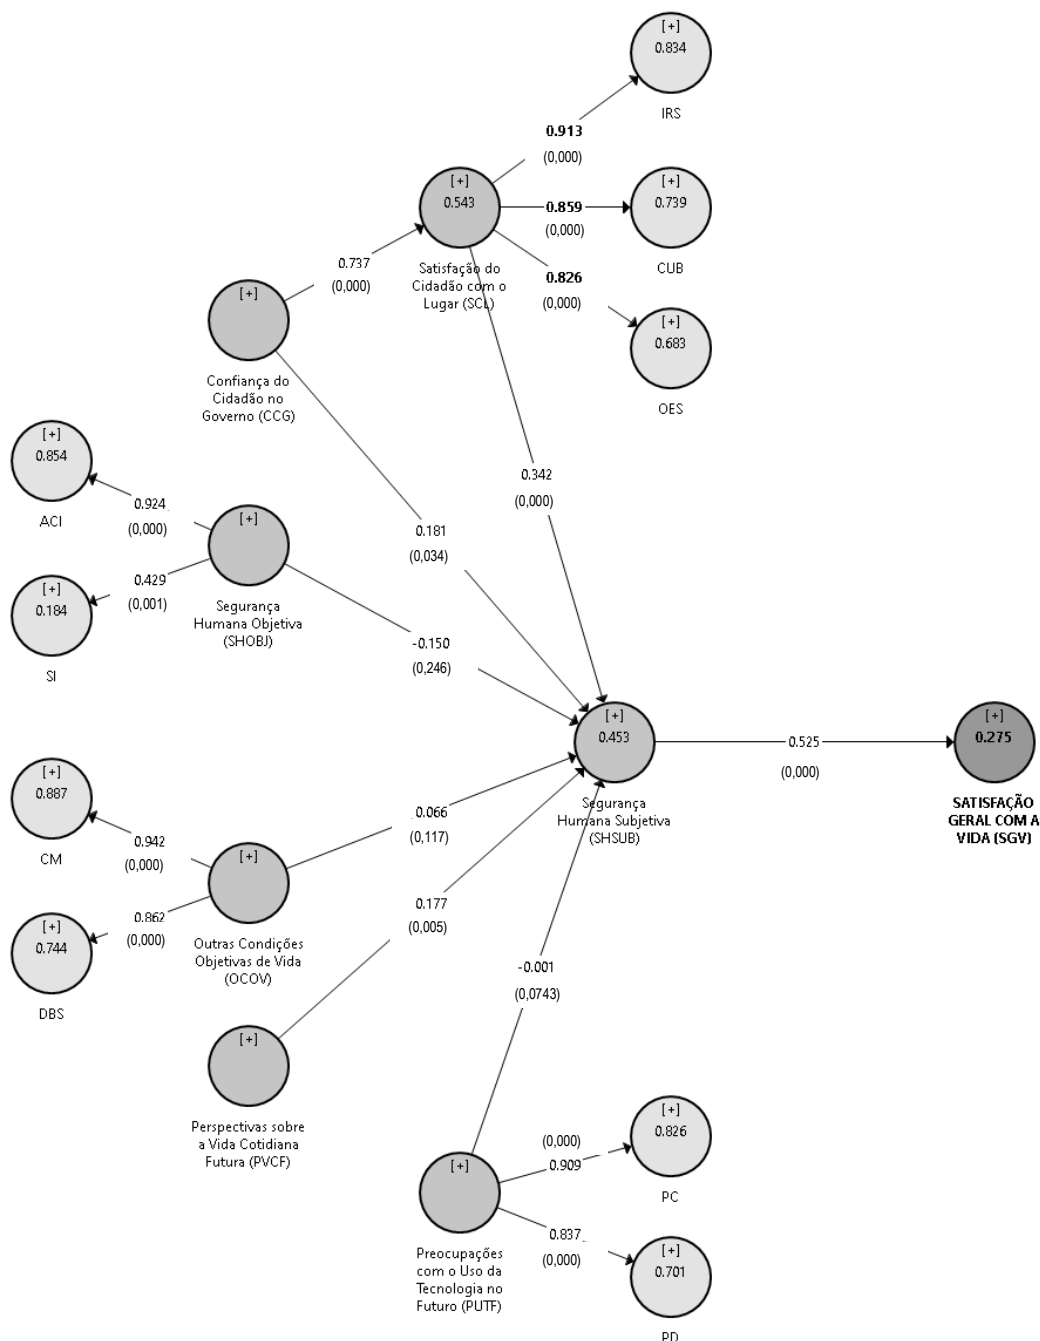 [+]
0.834
IRS
0.913
(0,000)
[+]
0.543
Satisfação do
Cidadão com o
Lugar (SCL)
0.859
(0,000)
[+]
0.739
CUB
0.826
(0,000)
[+]
0.683
OES
0.737
(0,000)
[+]
Confiança do
Cidadão no
Governo (CCG)
0.342
(0,000)
0.181
(0,034)
[+]
0.854
ACI
0.924
(0,000)
[+]
Segurança
Humana Objetiva
(SHOBJ)
0.429
(0,001)
[+]
0.184
SI
-0.150
(0,246)
[+]
0.453
Segurança
Humana Subjetiva
(SHSUB)
0.525
(0,000)
[+]
0.275
SATISFAÇÃO
GERAL COM A
VIDA (SGV)
[+]
0.887
CM
0.942
(0,000)
[+]
Outras Condições
Objetivas de Vida
(OCOV)
0.862
(0,000)
[+]
0.744
DBS
0.066
(0,117)
0.177
(0,005)
-0.001
(0,0743)
[+]
Perspectivas sobre
a Vida Cotidiana
Futura (PVCF)
[+]
Preocupações
com o Uso da
Tecnologia no
Futuro (PUTF)
(0,000)
0.909
[+]
0.826
PC
0.837
(0,000)
[+]
0.701
PD